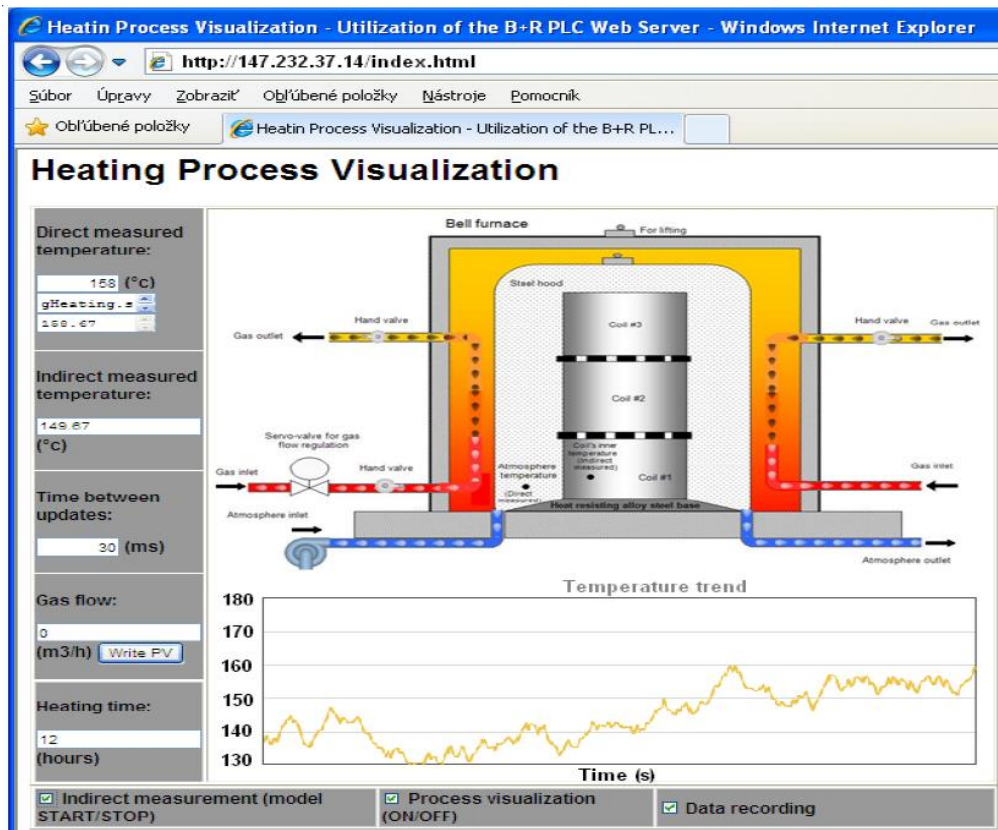 Heatin Process Visualization - Utilization of the B+R PLC Web Server - Windows Internet Explorer
http://147.232.37.14/index.html
Súbor Úpravy Zobraziť Obľúbené položky Nástroje Pomocník
Obľúbené položky
Heatin Process Visualization - Utilization of the B+R PL...
Heating Process Visualization
Direct measured
temperature:
158 (°c)
gHeating.s
158.67
Indirect measured
temperature:
149.67
(°c)
Time between
updates:
30 (ms)
Gas flow:
0
(m3/h) Write PV
Heating time:
12
(hours)
Bell furnace
For lifting
Steel hood
Coil #3
Hand valve
Gas outlet
Hand valve
Gas outlet
Coil #2
Servo-valve for gas
flow regulation
Gas inlet
Hand valve
Atmosphere
temperature
(Direct
measured)
Coil's inner
temperature
(Indirect
measured)
Coil #1
Gas inlet
Heat resisting alloy steel base
Atmosphere inlet
Atmosphere outlet
Temperature trend
180
170
160
150
140
130
Time (s)
Indirect measurement (model
START/STOP)
Process visualization
(ON/OFF)
Data recording